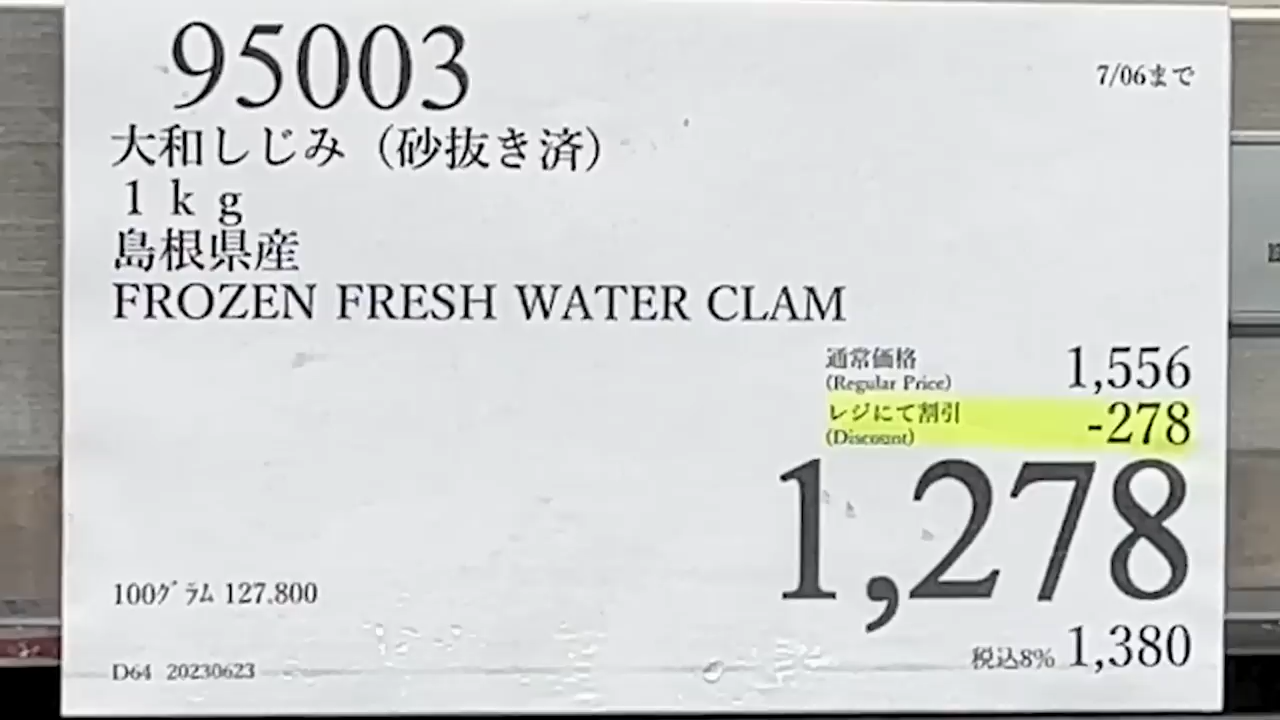 95003
7/06まで
大和しじみ（砂抜き済）
１ｋｇ
島根県産
FROZEN FRESH WATER CLAM
通常価格 1,556
(Regular Price)
レジにて割引 -278
(Discount)
1,278
100ｸﾞﾗﾑ 127.800
税込8% 1,380
D64 20230623